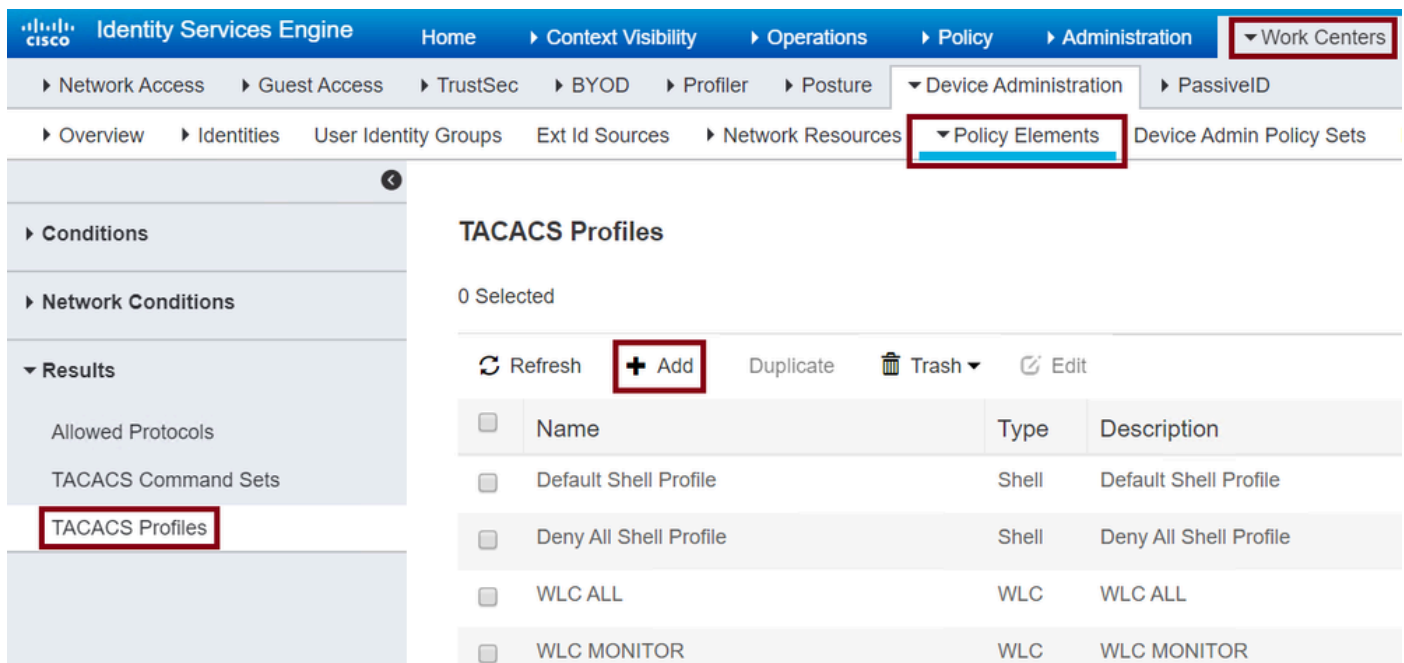 cisco Identity Services Engine Home Context Visibility Operations Policy Administration Work Centers
Network Access Guest Access TrustSec BYOD Profiler Posture Device Administration PassiveID
Overview Identities User Identity Groups Ext Id Sources Network Resources Policy Elements Device Admin Policy Sets
Conditions
Network Conditions
Results
Allowed Protocols
TACACS Command Sets
TACACS Profiles
TACACS Profiles
0 Selected
Refresh Add Duplicate Trash Edit
Name Type Description
Default Shell Profile Shell Default Shell Profile
Deny All Shell Profile Shell Deny All Shell Profile
WLC ALL WLC WLC ALL
WLC MONITOR WLC WLC MONITOR